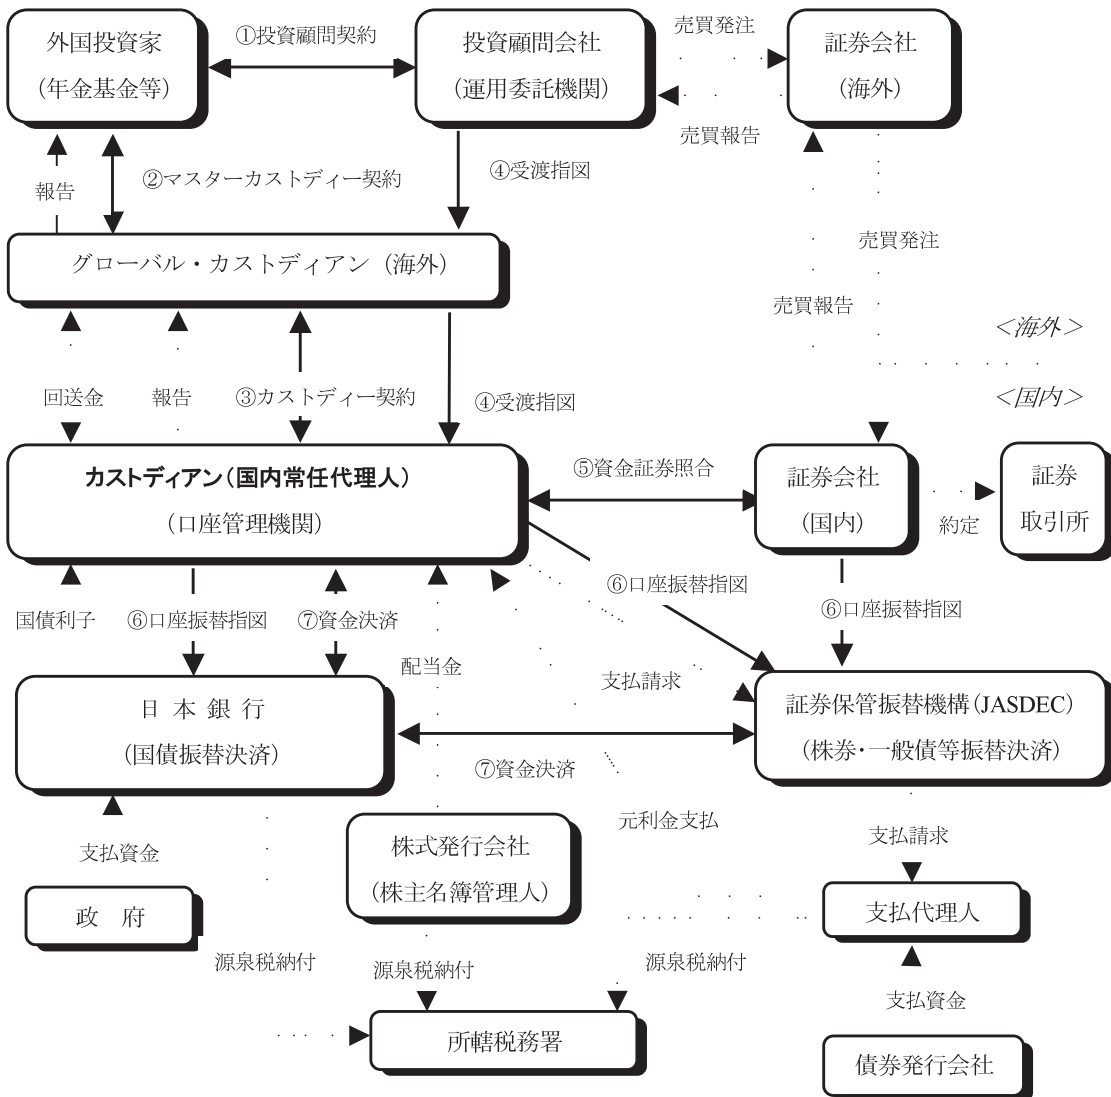 外国投資家
(年金基金等)
①投資顧問契約
投資顧問会社
(運用委託機関)
売買発注
売買報告
証券会社
(海外)
報告
②マスターカストディー契約
④受渡指図
グローバル・カストディアン (海外)
売買発注
売買報告
＜海外＞
＜国内＞
回送金
報告
③カストディー契約
④受渡指図
カストディアン(国内常任代理人)
(口座管理機関)
⑤資金証券照合
証券会社
(国内)
約定
証券
取引所
国債利子
⑥口座振替指図
⑦資金決済
⑥口座振替指図
⑥口座振替指図
配当金
支払請求
日本銀行
(国債振替決済)
証券保管振替機構(JASDEC)
(株券・一般債等振替決済)
⑦資金決済
支払資金
株式発行会社
(株主名簿管理人)
元利金支払
支払請求
政 府
支払代理人
源泉税納付
源泉税納付
源泉税納付
支払資金
所轄税務署
債券発行会社